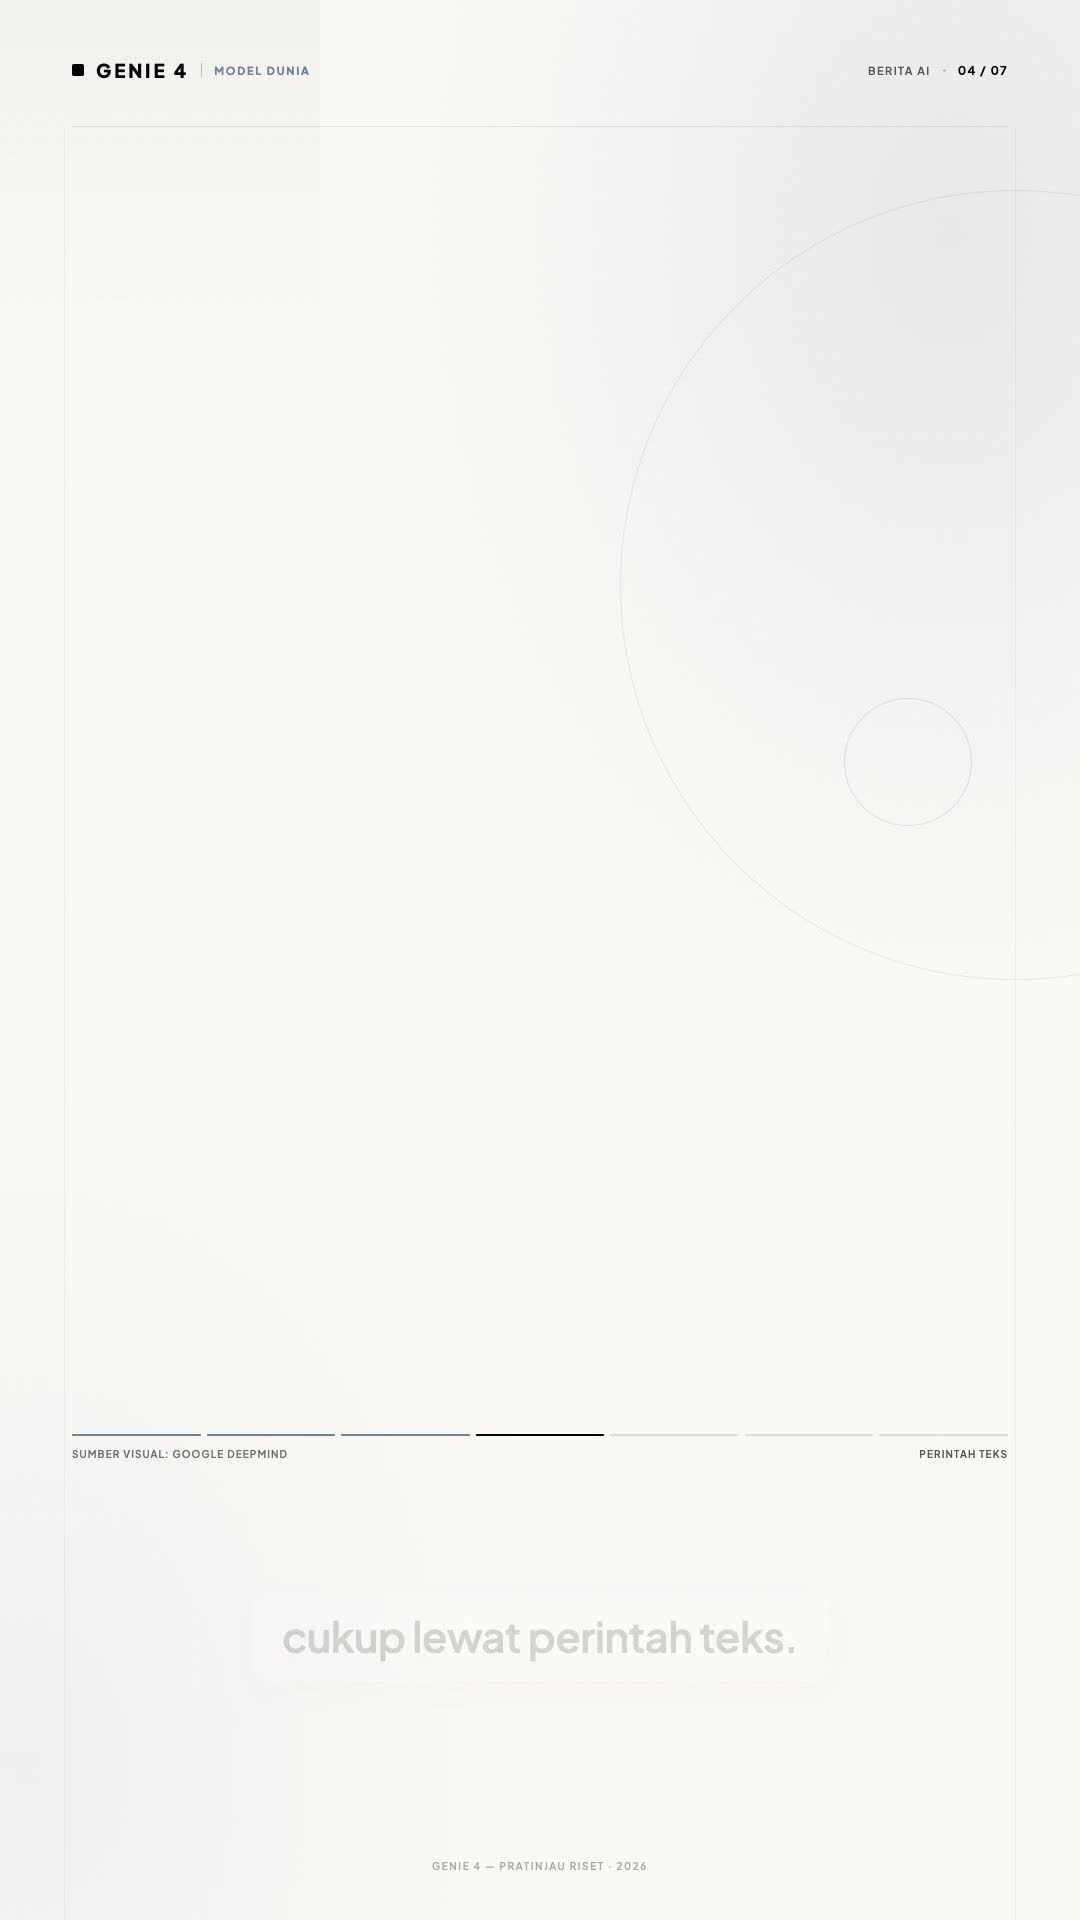 GENIE 4 | MODEL DUNIA
BERITA AI • 04 / 07
SUMBER VISUAL: GOOGLE DEEPMIND
PERINTAH TEKS
cukup lewat perintah teks.
GENIE 4 — PRATINJAU RISET · 2026